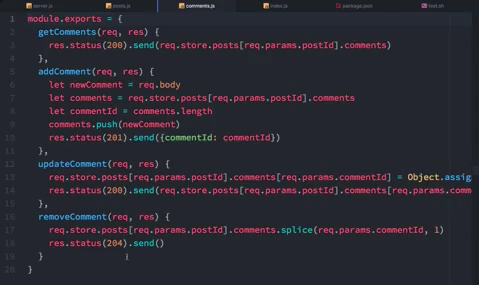 server.js posts.js comments.js index.js package.json test.sh
1 module.exports = {
2 getComments(req, res) {
3 res.status(200).send(req.store.posts[req.params.postId].comments)
4 },
5 addComment(req, res) {
6 let newComment = req.body
7 let comments = req.store.posts[req.params.postId].comments
8 let commentId = comments.length
9 comments.push(newComment)
10 res.status(201).send({commentId: commentId})
11 },
12 updateComment(req, res) {
13 req.store.posts[req.params.postId].comments[req.params.commentId] = Object.assig
14 res.status(200).send(req.store.posts[req.params.postId].comments[req.params.comm
15 },
16 removeComment(req, res) {
17 req.store.posts[req.params.postId].comments.splice(req.params.commentId, 1)
18 res.status(204).send()
19 }
20 }